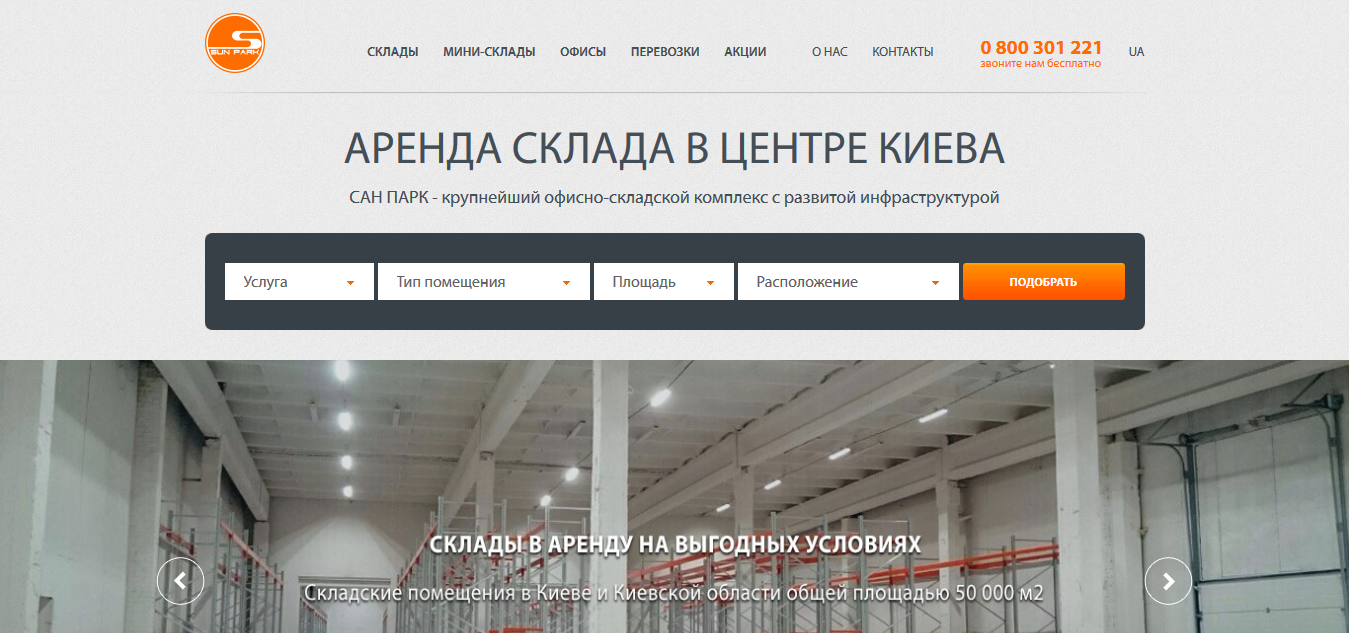 SUN PARK
СКЛАДЫ МИНИ-СКЛАДЫ ОФИСЫ ПЕРЕВОЗКИ АКЦИИ О НАС КОНТАКТЫ 0 800 301 221 UA
звоните нам бесплатно
АРЕНДА СКЛАДА В ЦЕНТРЕ КИЕВА
САН ПАРК - крупнейший офисно-складской комплекс с развитой инфраструктурой
Услуга Тип помещения Площадь Расположение ПОДОБРАТЬ
СКЛАДЫ В АРЕНДУ НА ВЫГОДНЫХ УСЛОВИЯХ
Складские помещения в Киеве и Киевской области общей площадью 50 000 м2